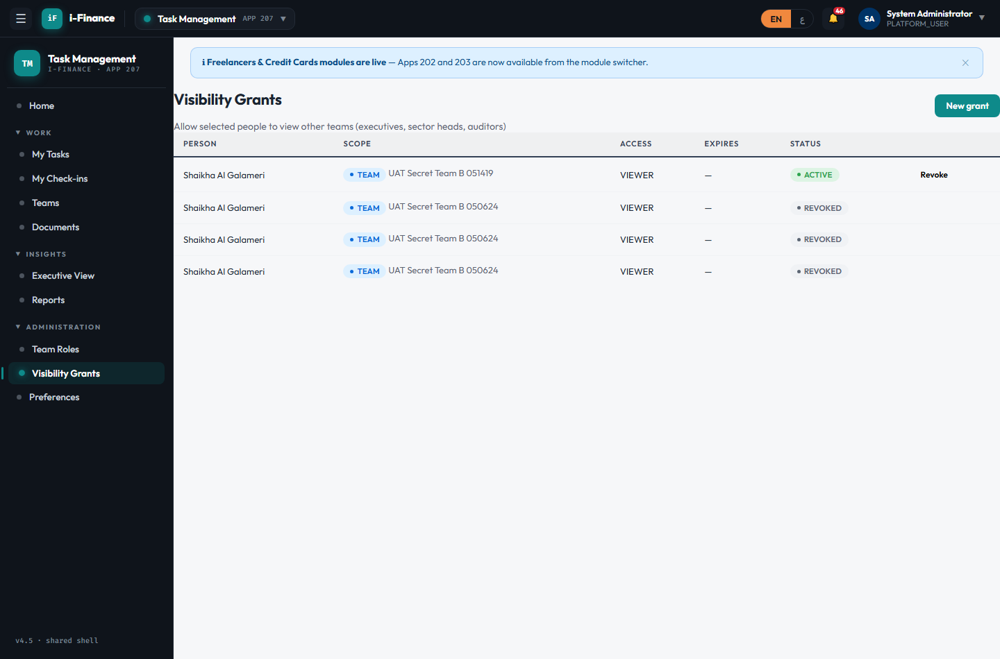 ☰ iF i-Finance Task Management APP 207 ▼ EN ع 46 SA System Administrator ▼
PLATFORM_USER
TM Task Management
I-FINANCE · APP 207
Home
▼ WORK
My Tasks
My Check-ins
Teams
Documents
▼ INSIGHTS
Executive View
Reports
▼ ADMINISTRATION
Team Roles
Visibility Grants
Preferences
v4.5 · shared shell
ℹ Freelancers & Credit Cards modules are live — Apps 202 and 203 are now available from the module switcher. ×
Visibility Grants
New grant
Allow selected people to view other teams (executives, sector heads, auditors)
PERSON SCOPE ACCESS EXPIRES STATUS
Shaikha Al Galameri TEAM UAT Secret Team B 051419 VIEWER — ACTIVE Revoke
Shaikha Al Galameri TEAM UAT Secret Team B 050624 VIEWER — REVOKED
Shaikha Al Galameri TEAM UAT Secret Team B 050624 VIEWER — REVOKED
Shaikha Al Galameri TEAM UAT Secret Team B 050624 VIEWER — REVOKED